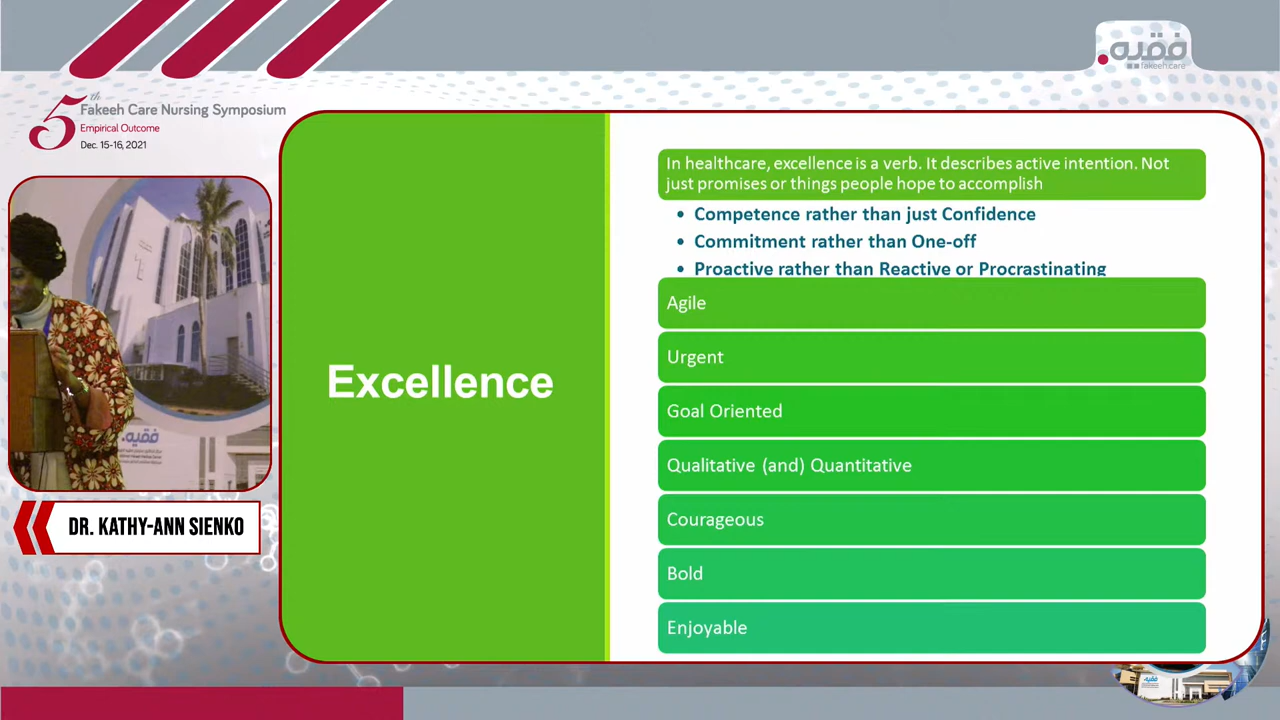 فقيه
fakeeh.care
5th
Fakeeh Care Nursing Symposium
Empirical Outcome
Dec. 15-16, 2021
فقيه
DR. KATHY-ANN SIENKO
Excellence
In healthcare, excellence is a verb. It describes active intention. Not
just promises or things people hope to accomplish
• Competence rather than just Confidence
• Commitment rather than One-off
• Proactive rather than Reactive or Procrastinating
Agile
Urgent
Goal Oriented
Qualitative (and) Quantitative
Courageous
Bold
Enjoyable
فقيه